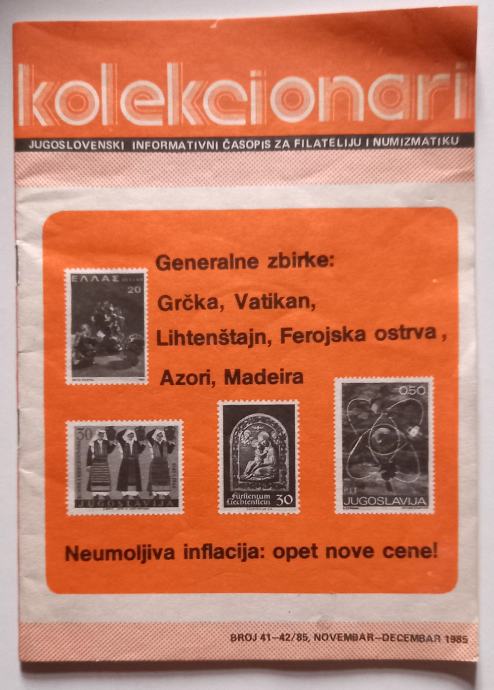 kolekcionari
JUGOSLOVENSKI INFORMATIVNI ČASOPIS ZA FILATELIJU I NUMIZMATIKU
Generalne zbirke:
Grčka, Vatikan,
Lihtenštajn, Ferojska ostrva,
Azori, Madeira
ΕΛΛΑΣ
20
30
JUGOSLAVIJA
Fürstentum
Liechtenstein
30
0,50
JUGOSLAVIJA
Neumoljiva inflacija: opet nove cene!
BROJ 41–42/85, NOVEMBAR–DECEMBAR 1985